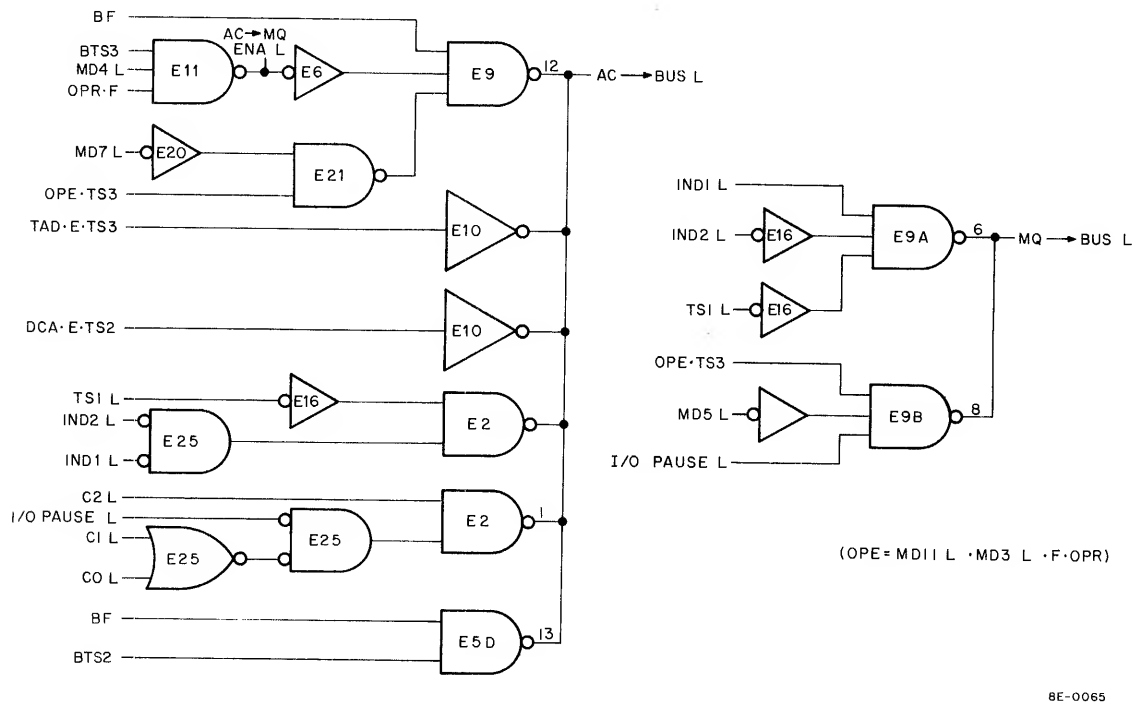 BF
AC→MQ
ENA L
BTS3
MD4 L
OPR·F
E11
E6
E9
12
AC → BUS L
MD7 L
E20
E21
OPE·TS3
TAD·E·TS3
E10
DCA·E·TS2
E10
TS1 L
E16
IND2 L
IND1 L
E25
E2
C2 L
I/O PAUSE L
C1 L
C0 L
E25
E25
E2
1
BF
BTS2
E5D
13
IND1 L
IND2 L
E16
TS1 L
E16
E9A
6
MQ → BUS L
OPE·TS3
MD5 L
I/O PAUSE L
E9B
8
(OPE=MD11 L ·MD3 L ·F·OPR)
8E-0065